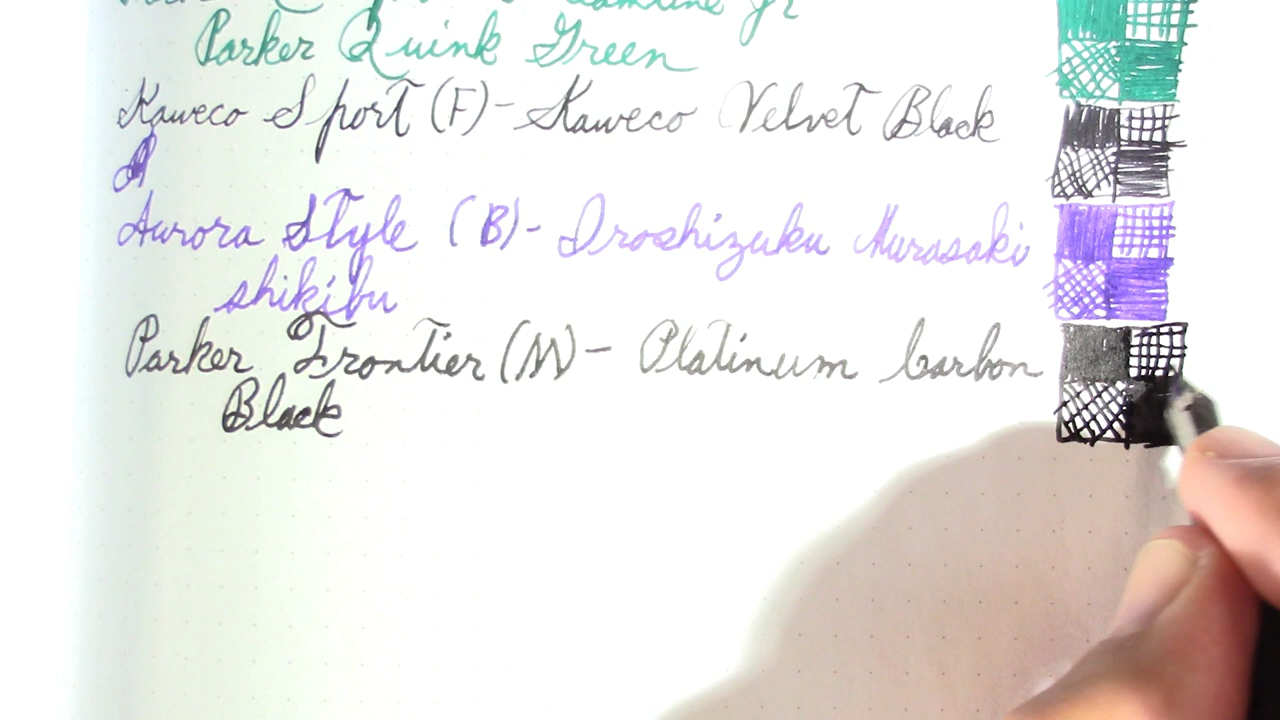 Parker Quink Green
Kaweco Sport (F) - Kaweco Velvet Black
A
Aurora Style (B) - Iroshizuku Murasaki
shikibu
Parker Frontier (M) - Platinum Carbon
Black